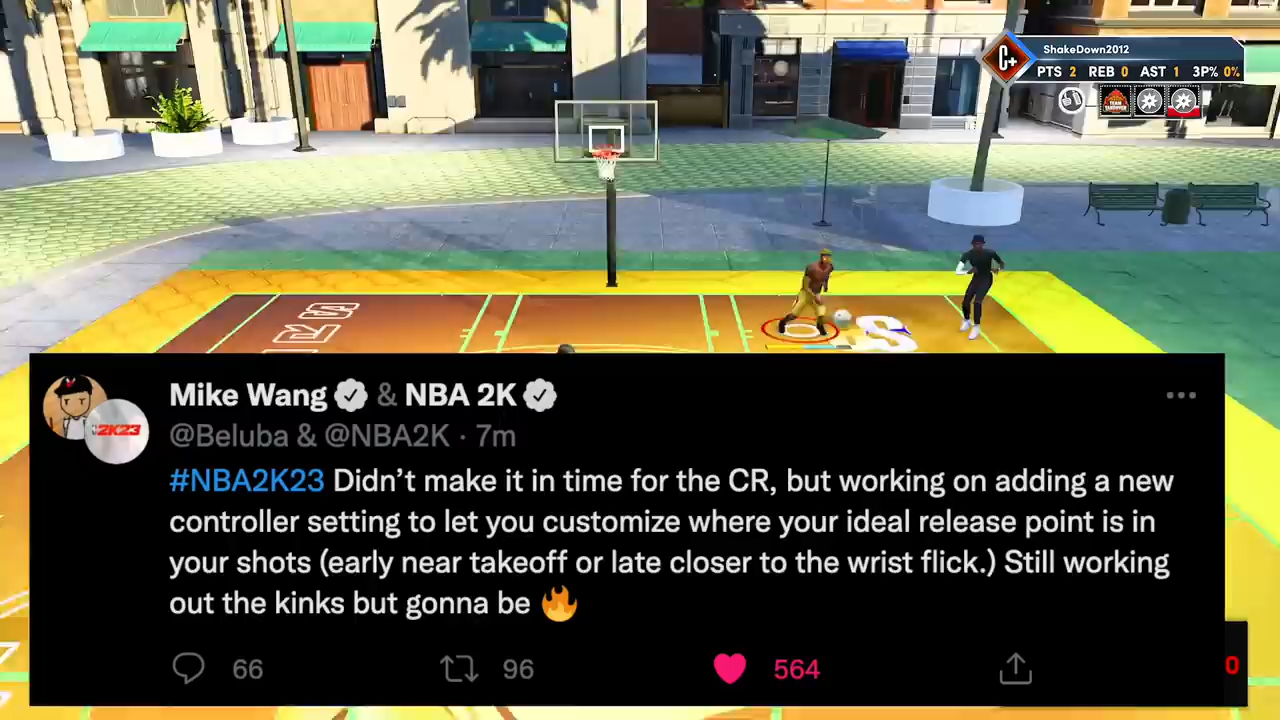 ShakeDown2012
C+
PTS 2 REB 0 AST 1 3P% 0%
Mike Wang & NBA 2K
2K23
@Beluba & @NBA2K · 7m
#NBA2K23 Didn’t make it in time for the CR, but working on adding a new
controller setting to let you customize where your ideal release point is in
your shots (early near takeoff or late closer to the wrist flick.) Still working
out the kinks but gonna be 🔥
66 96 564
0